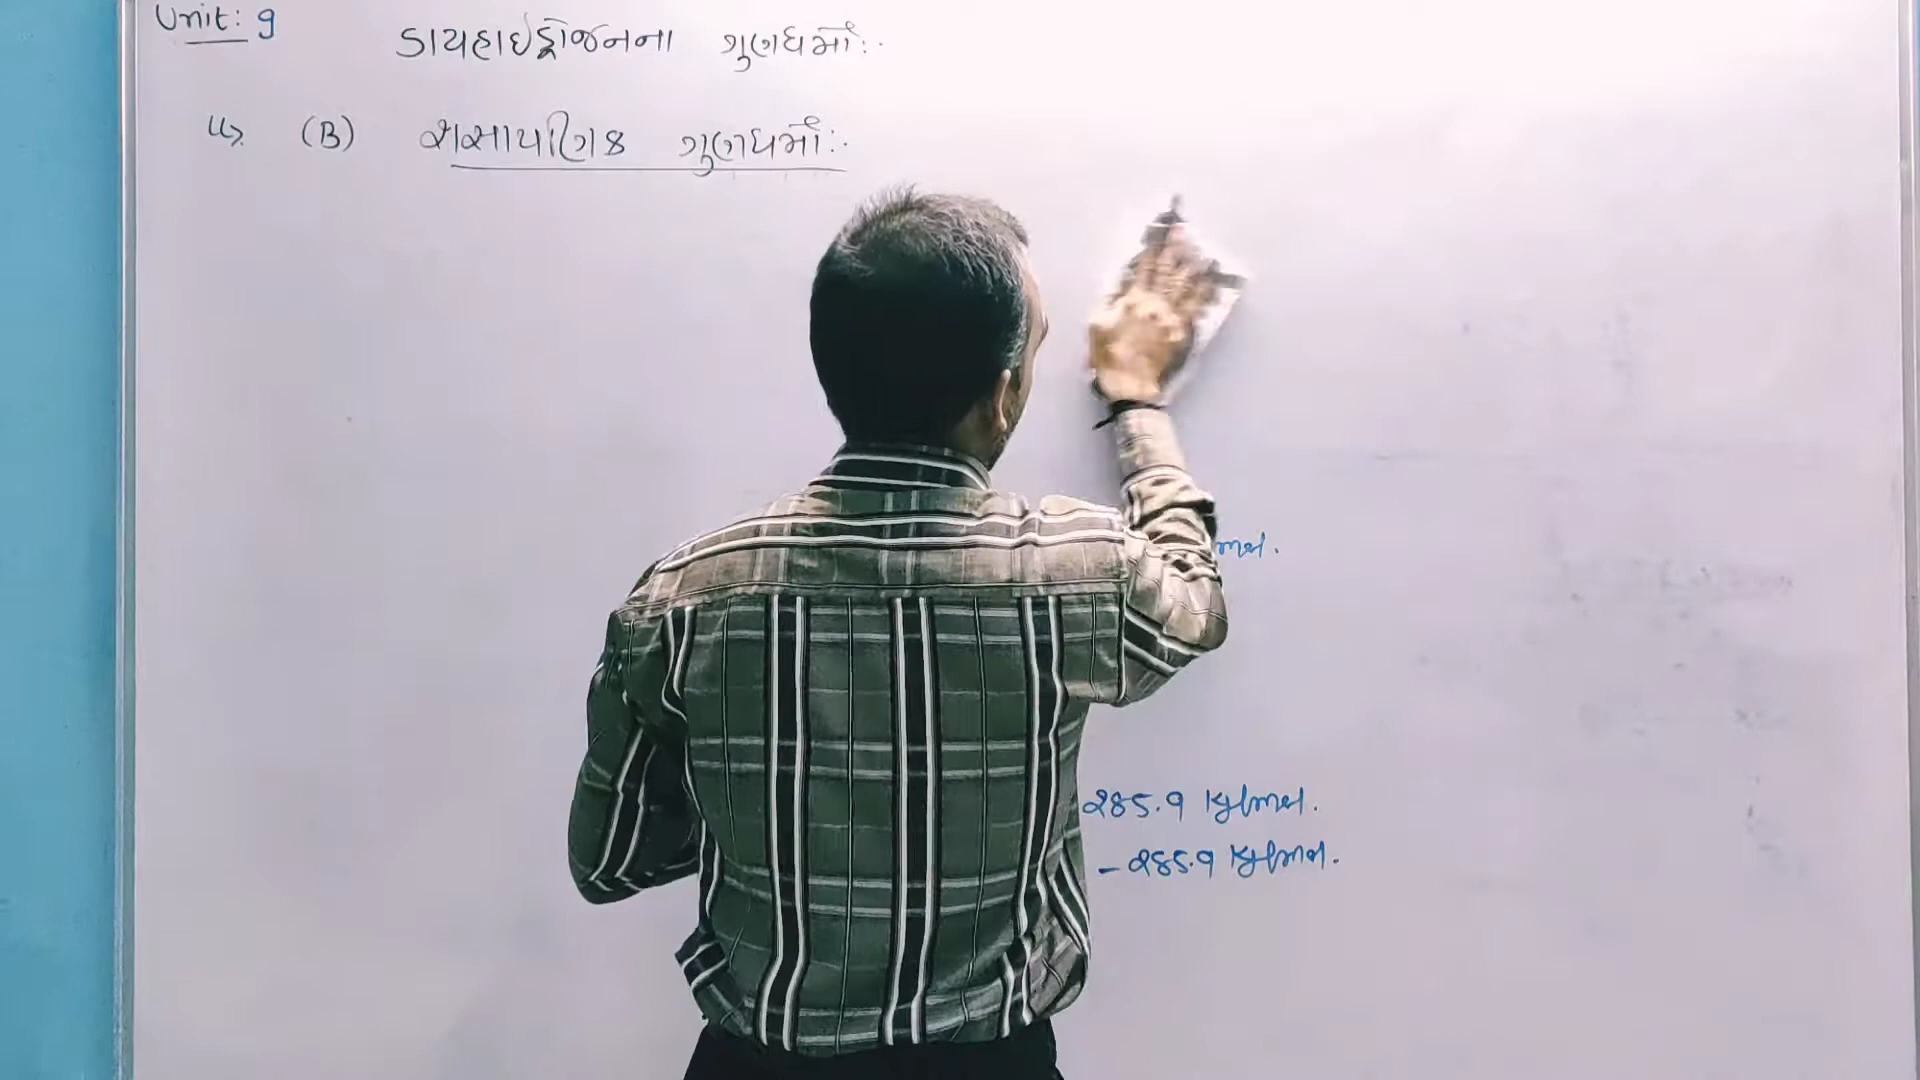 Unit: 9
ડાયહાઇડ્રોજનના ગુણધર્મો:-
(B) રાસાયણિક ગુણધર્મો:-
285.9 KJ/mol.
-285.9 KJ/mol.